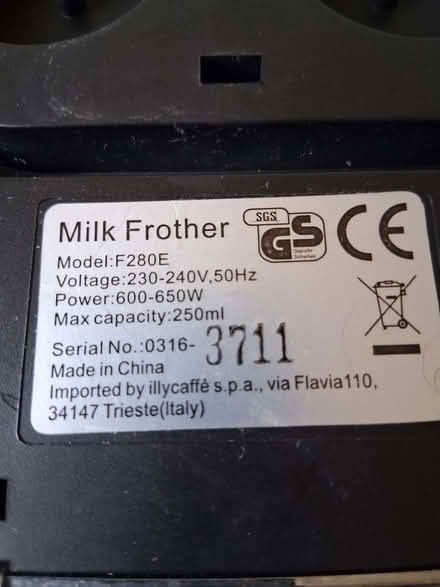 Milk Frother
SGS
GS
CE
Model:F280E
Voltage:230-240V,50Hz
Power:600-650W
Max capacity:250ml
Serial No.:0316-3711
Made in China
Imported by illycaffè s.p.a., via Flavia110,
34147 Trieste(Italy)